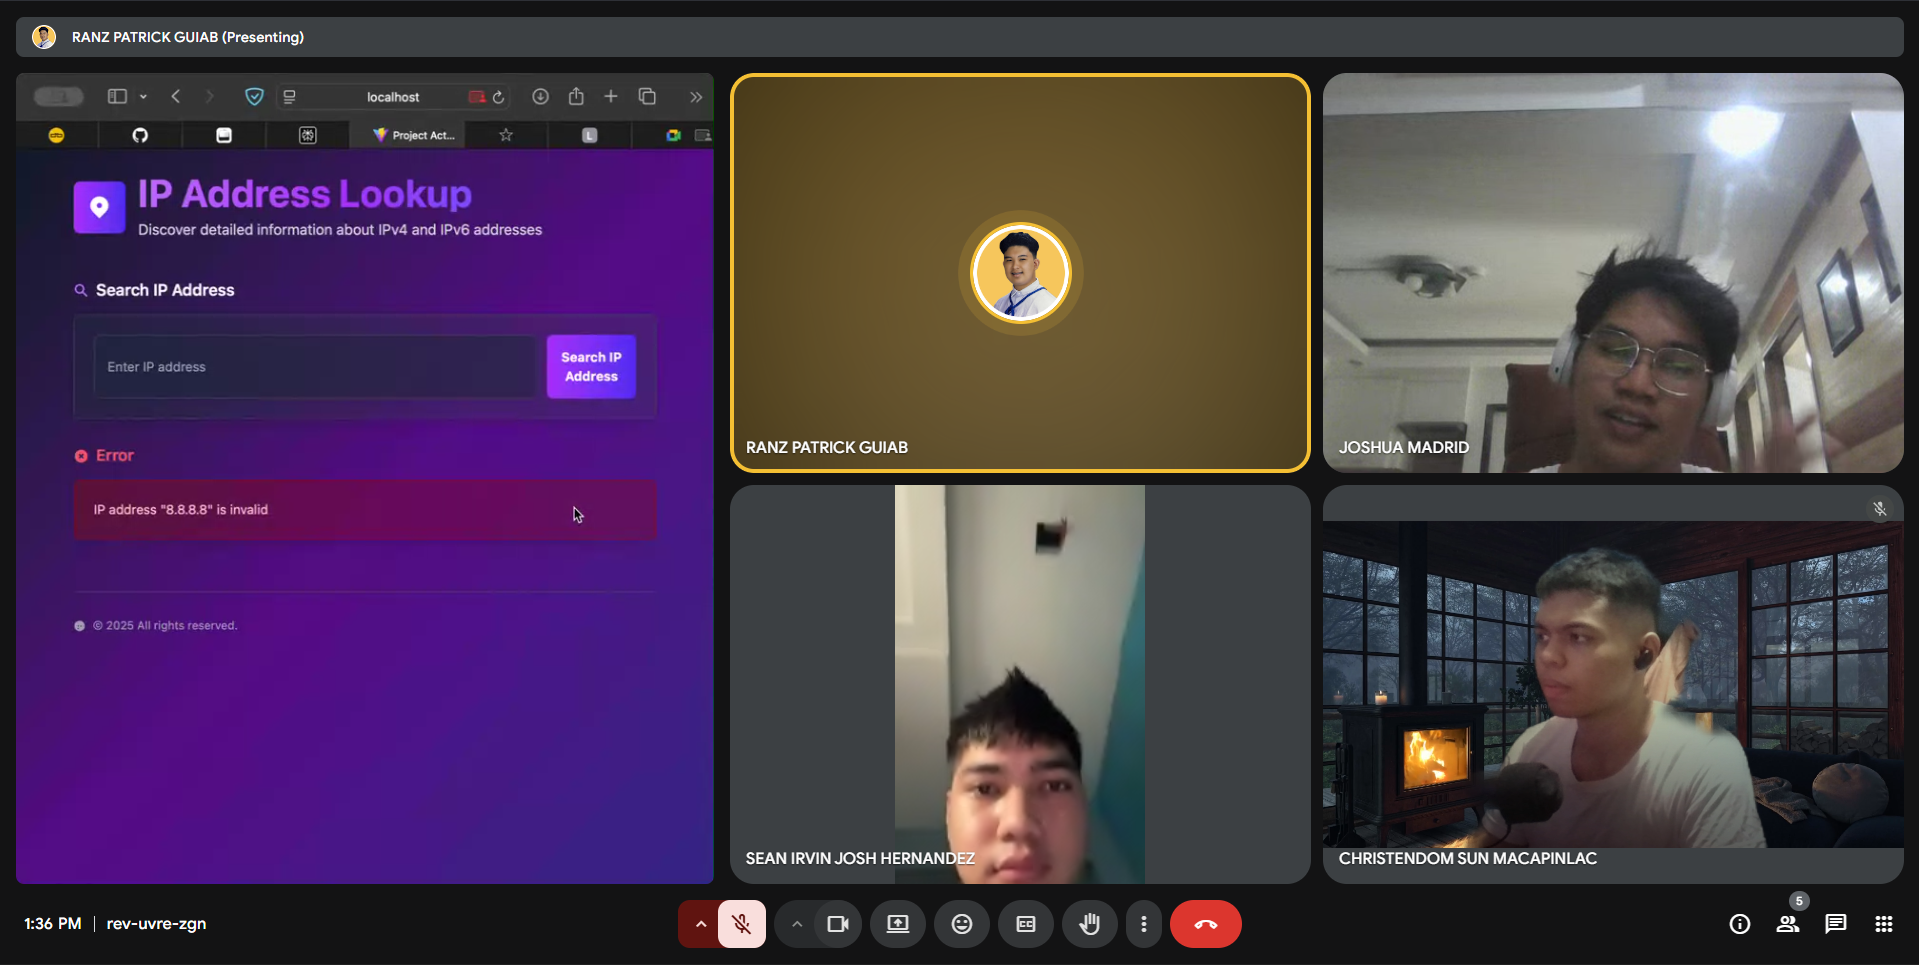 RANZ PATRICK GUIAB (Presenting)
localhost
Project Act...
L
IP Address Lookup
Discover detailed information about IPv4 and IPv6 addresses
Search IP Address
Enter IP address
Search IP
Address
Error
IP address "8.8.8.8" is invalid
© 2025 All rights reserved.
RANZ PATRICK GUIAB
JOSHUA MADRID
SEAN IRVIN JOSH HERNANDEZ
CHRISTENDOM SUN MACAPINLAC
1:36 PM | rev-uvre-zgn
CC
5